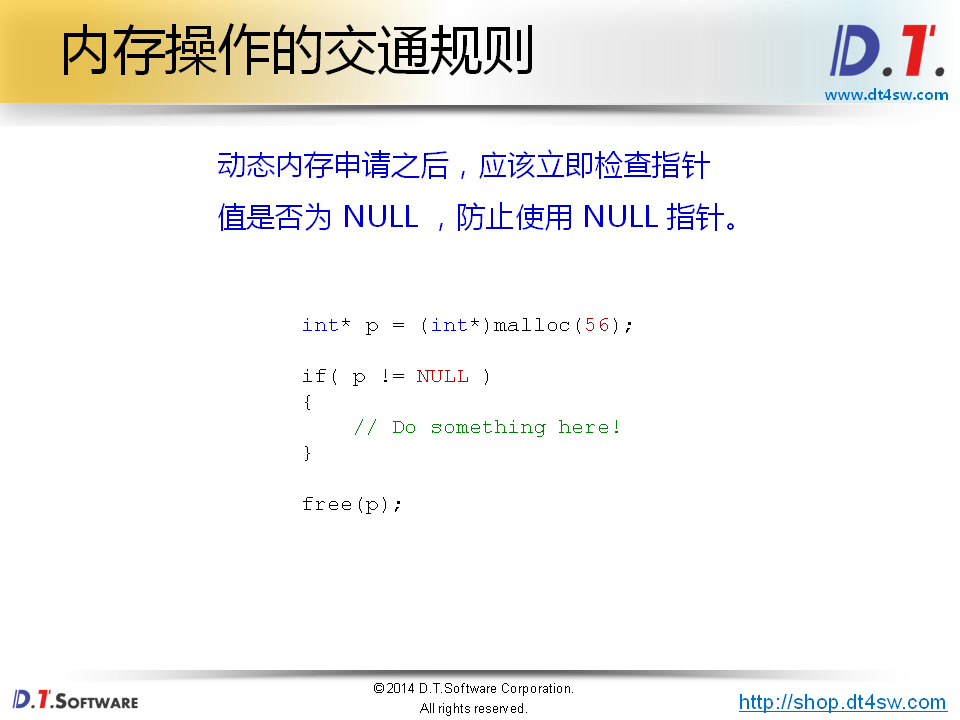 内存操作的交通规则
D.T.
www.dt4sw.com
动态内存申请之后，应该立即检查指针
值是否为 NULL ，防止使用 NULL 指针。
int* p = (int*)malloc(56);
if( p != NULL )
{
    // Do something here!
}
free(p);
D.T.SOFTWARE
©2014 D.T.Software Corporation.
All rights reserved.
http://shop.dt4sw.com